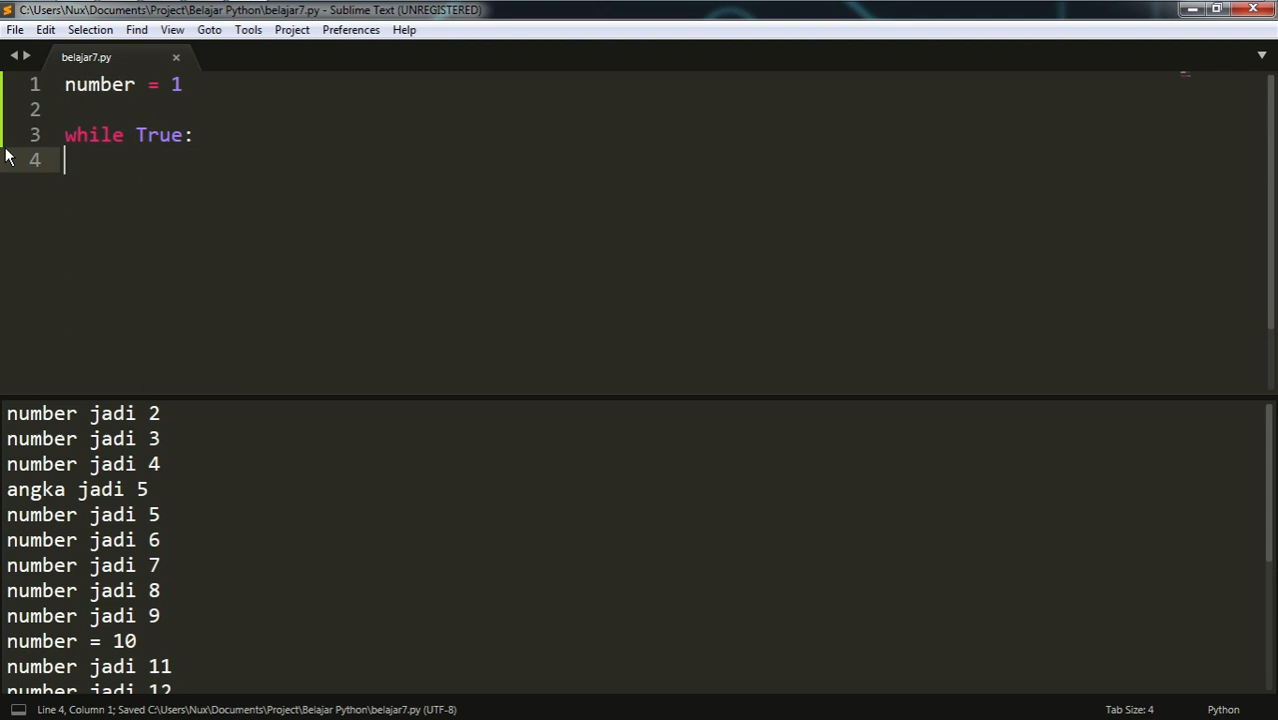 C:\Users\Nux\Documents\Project\Belajar Python\belajar7.py - Sublime Text (UNREGISTERED)
File Edit Selection Find View Goto Tools Project Preferences Help
belajar7.py
1 number = 1
2
3 while True:
4
number jadi 2
number jadi 3
number jadi 4
angka jadi 5
number jadi 5
number jadi 6
number jadi 7
number jadi 8
number jadi 9
number = 10
number jadi 11
number jadi 12
Line 4, Column 1; Saved C:\Users\Nux\Documents\Project\Belajar Python\belajar7.py (UTF-8) Tab Size: 4 Python